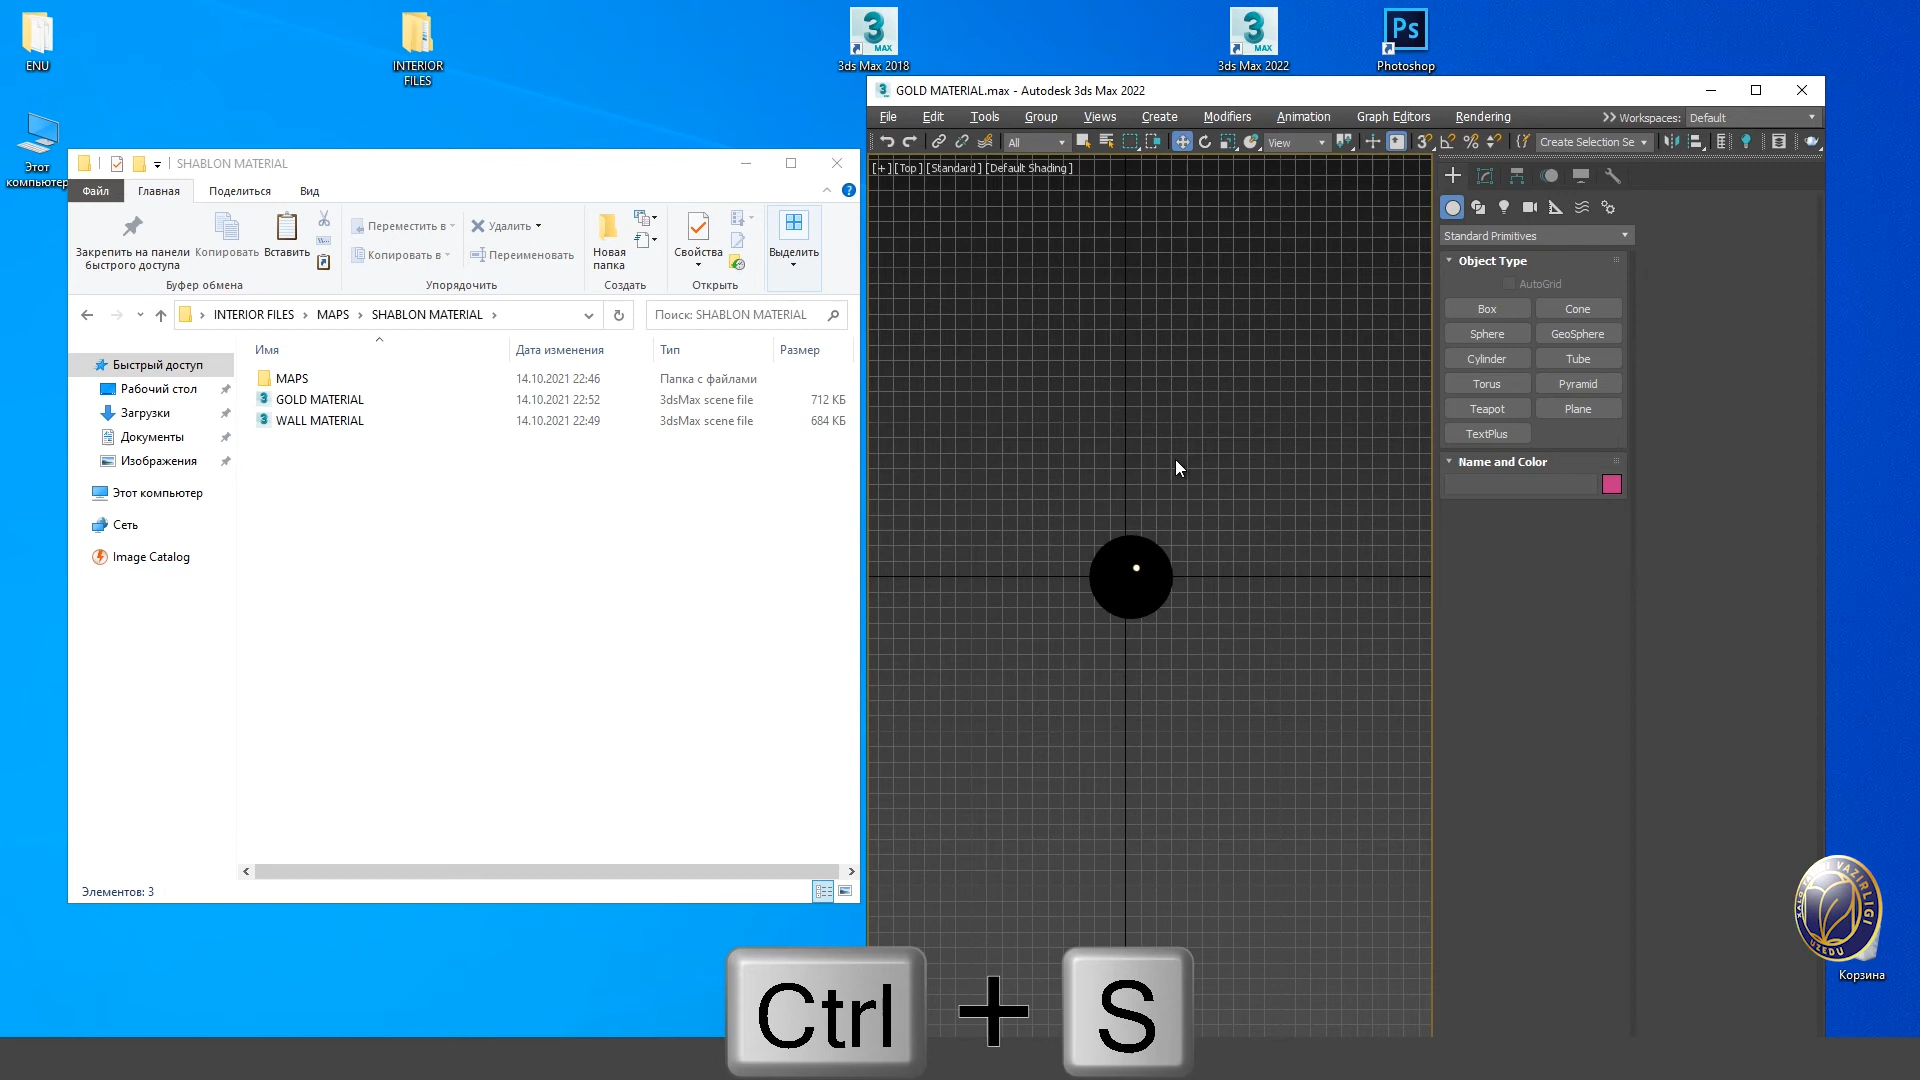 ENU
INTERIOR
FILES
3ds Max 2018
3ds Max 2022
Ps
Photoshop
Этот
компьютер
SHABLON MATERIAL
Файл
Главная
Поделиться
Вид
Закрепить на панели
быстрого доступа
Копировать
Вставить
Переместить в
Копировать в
Удалить
Переименовать
Новая
папка
Свойства
Выделить
Буфер обмена
Упорядочить
Создать
Открыть
INTERIOR FILES
MAPS
SHABLON MATERIAL
Поиск: SHABLON MATERIAL
Имя
Дата изменения
Тип
Размер
MAPS 14.10.2021 22:46 Папка с файлами
GOLD MATERIAL 14.10.2021 22:52 3dsMax scene file 712 КБ
WALL MATERIAL 14.10.2021 22:49 3dsMax scene file 684 КБ
Быстрый доступ
Рабочий стол
Загрузки
Документы
Изображения
Этот компьютер
Сеть
Image Catalog
Элементов: 3
GOLD MATERIAL.max - Autodesk 3ds Max 2022
File Edit Tools Group Views Create Modifiers Animation Graph Editors Rendering
Workspaces: Default
All
View
Create Selection Se
[+] [Top] [Standard] [Default Shading]
Standard Primitives
Object Type
AutoGrid
Box Cone
Sphere GeoSphere
Cylinder Tube
Torus Pyramid
Teapot Plane
TextPlus
Name and Color
VAZIRLIGI
UZEDU
Корзина
Ctrl + S